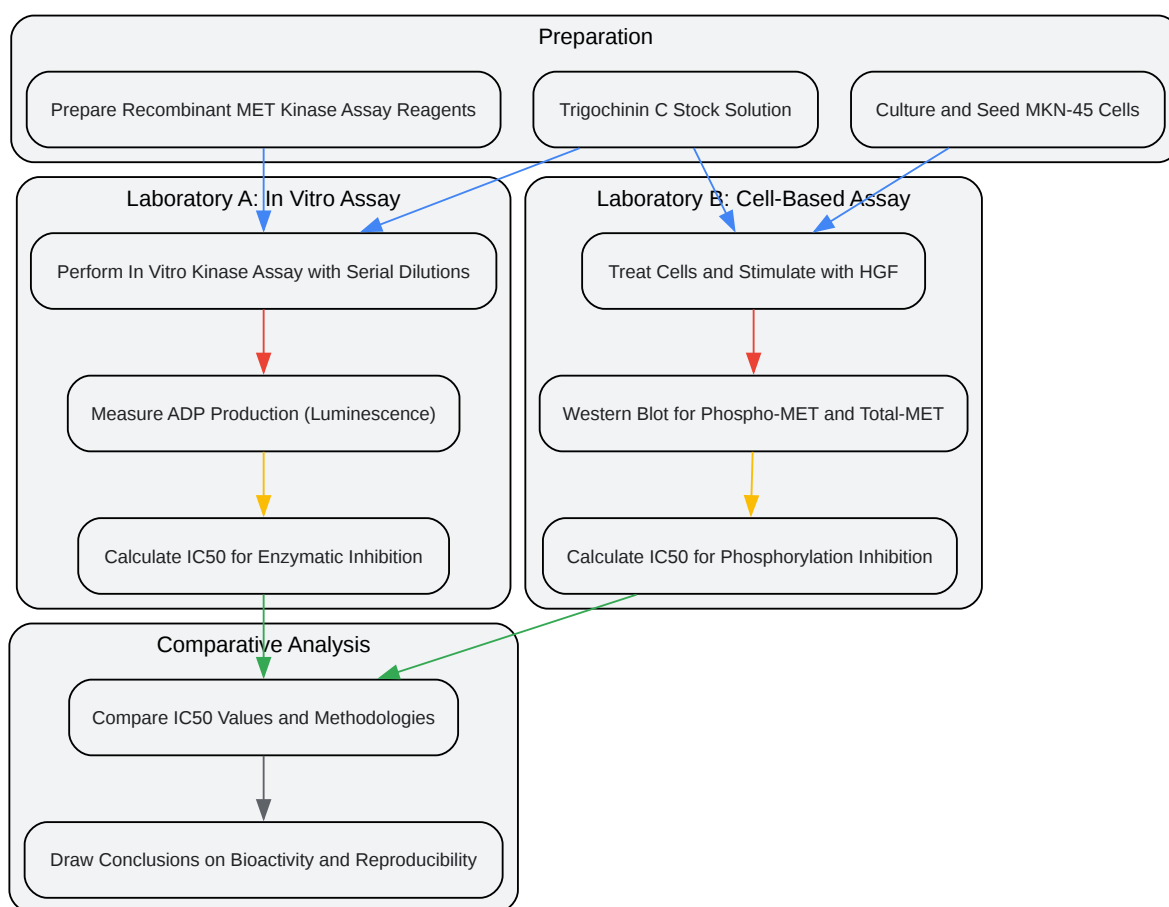 Preparation
Prepare Recombinant MET Kinase Assay Reagents
Trigochinin C Stock Solution
Culture and Seed MKN-45 Cells
Laboratory A: In Vitro Assay
Laboratory B: Cell-Based Assay
Perform In Vitro Kinase Assay with Serial Dilutions
Treat Cells and Stimulate with HGF
Measure ADP Production (Luminescence)
Western Blot for Phospho-MET and Total-MET
Calculate IC50 for Enzymatic Inhibition
Calculate IC50 for Phosphorylation Inhibition
Comparative Analysis
Compare IC50 Values and Methodologies
Draw Conclusions on Bioactivity and Reproducibility